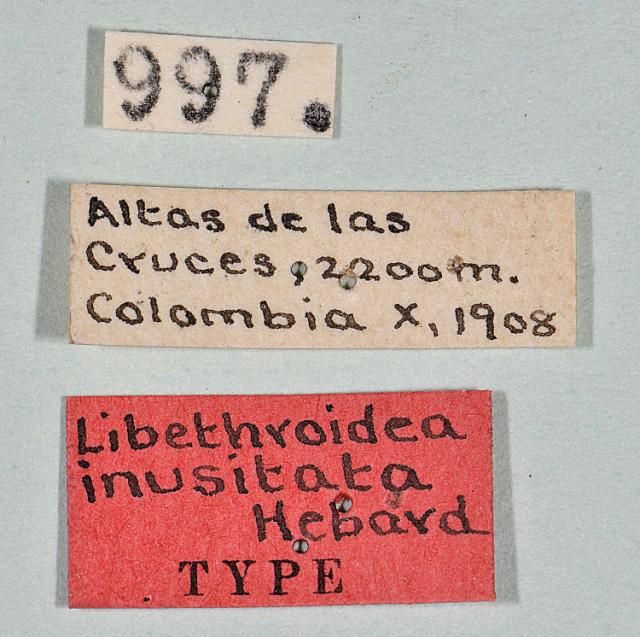 997.
Altas de las
Cruces, 2200m.
Colombia X, 1908
Libethroidea
inusitata
Hebard
TYPE